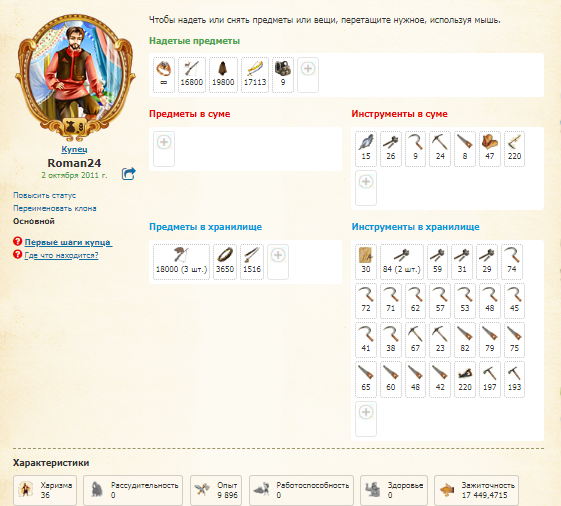 Чтобы надеть или снять предметы или вещи, перетащите нужное, используя мышь.
Надетые предметы
∞ 16800 19800 17113 9
8
Купец
Roman24
2 октября 2011 г.
Повысить статус
Переименовать клона
Основной
Первые шаги купца
Где что находится?
Предметы в суме
Инструменты в суме
15 26 9 24 8 47 220
Предметы в хранилище
18000 (3 шт.) 3650 1516
Инструменты в хранилище
30 84 (2 шт.) 59 31 29 74
72 71 62 57 53 48 45
41 38 67 23 82 79 75
65 60 48 42 220 197 193
Характеристики
Харизма Рассудительность Опыт Работоспособность Здоровье Зажиточность
36 0 9 896 0 0 17 449,4715